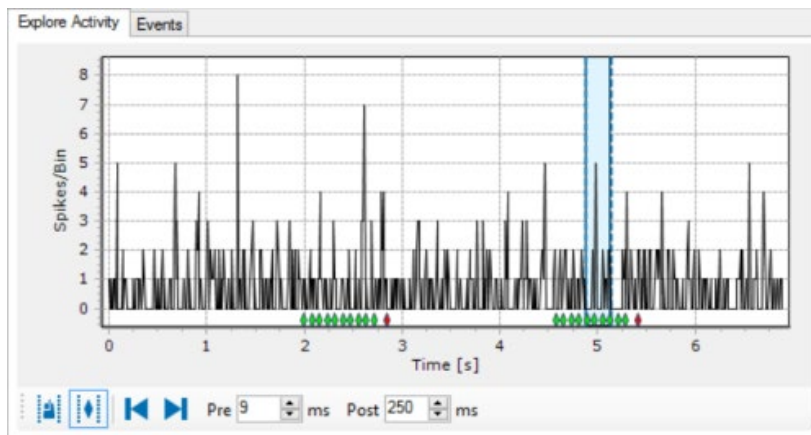 Explore Activity Events
8
7
6
5
4
3
2
1
0
Spikes/Bin
0 1 2 3 4 5 6
Time [s]
Pre 9 ms Post 250 ms